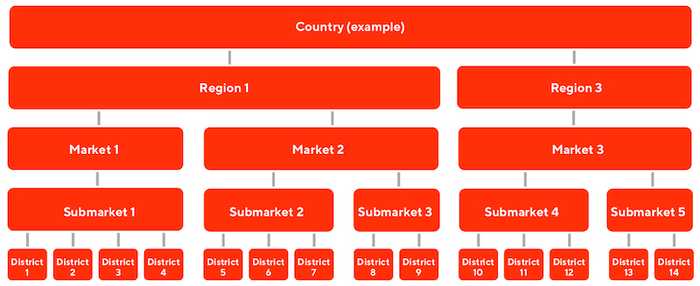 Country (example)
Region 1
Region 3
Market 1
Market 2
Market 3
Submarket 1
Submarket 2
Submarket 3
Submarket 4
Submarket 5
District
1
District
2
District
3
District
4
District
5
District
6
District
7
District
8
District
9
District
10
District
11
District
12
District
13
District
14